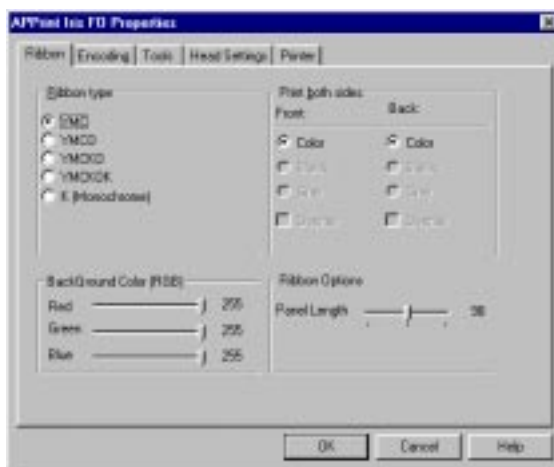 APPrint Iris FD Properties
Ribbon Encoding Tools Head Settings Printer
Ribbon type
YMC
YMCO
YMCKO
YMCKOK
K (Monochrome)
Print both sides
Front: Back:
Color Color
BackGround Color (RGB)
Red 255
Green 255
Blue 255
Ribbon Options
Panel Length 98
OK Cancel Help